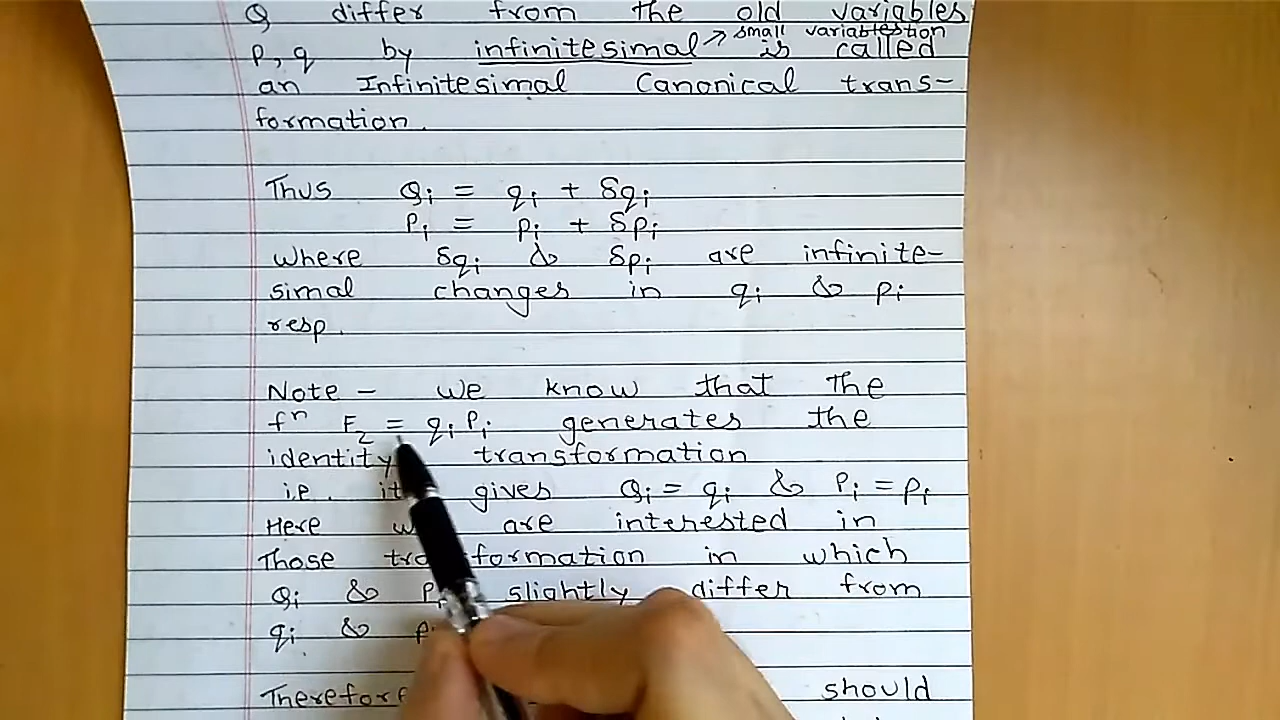 Q differ from the old variables
P, q by infinitesimal → small variablestion is called
an Infinitesimal Canonical trans-
formation.
Thus Qi = qi + δqi
Pi = pi + δpi
where δqi & δpi are infinite-
simal changes in qi & pi
resp.
Note - we know that the
fn F2 = qi Pi generates the
identity transformation
i.e. it gives Qi = qi & Pi = pi
Here are interested in
Those formation in which
Qi & Pi slightly differ from
qi & pi
Therefore should